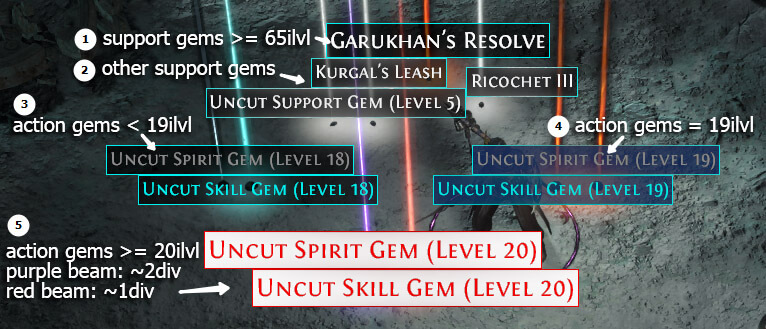 1 support gems >= 65ilvl
Garukhan's Resolve
2 other support gems
Kurgal's Leash
Ricochet III
Uncut Support Gem (Level 5)
3
action gems < 19ilvl
4 action gems = 19ilvl
Uncut Spirit Gem (Level 18)
Uncut Spirit Gem (Level 19)
Uncut Skill Gem (Level 18)
Uncut Skill Gem (Level 19)
5
action gems >= 20ilvl
purple beam: ~2div
red beam: ~1div
Uncut Spirit Gem (Level 20)
Uncut Skill Gem (Level 20)